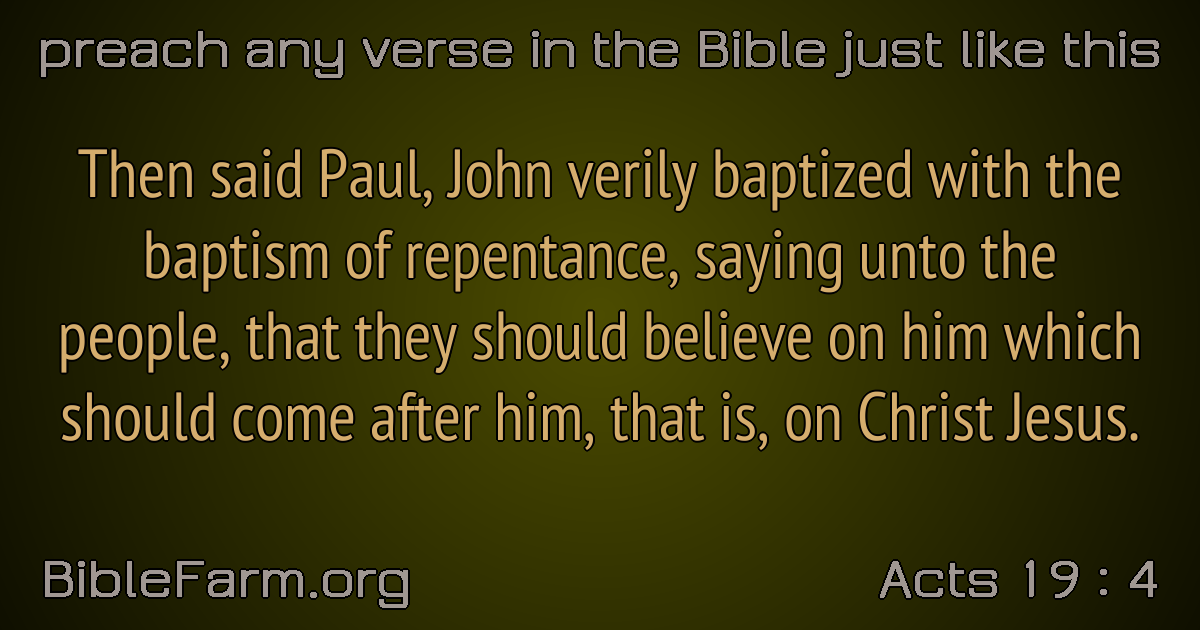 preach any verse in the Bible just like this
Then said Paul, John verily baptized with the
baptism of repentance, saying unto the
people, that they should believe on him which
should come after him, that is, on Christ Jesus.
BibleFarm.org
Acts 19 : 4